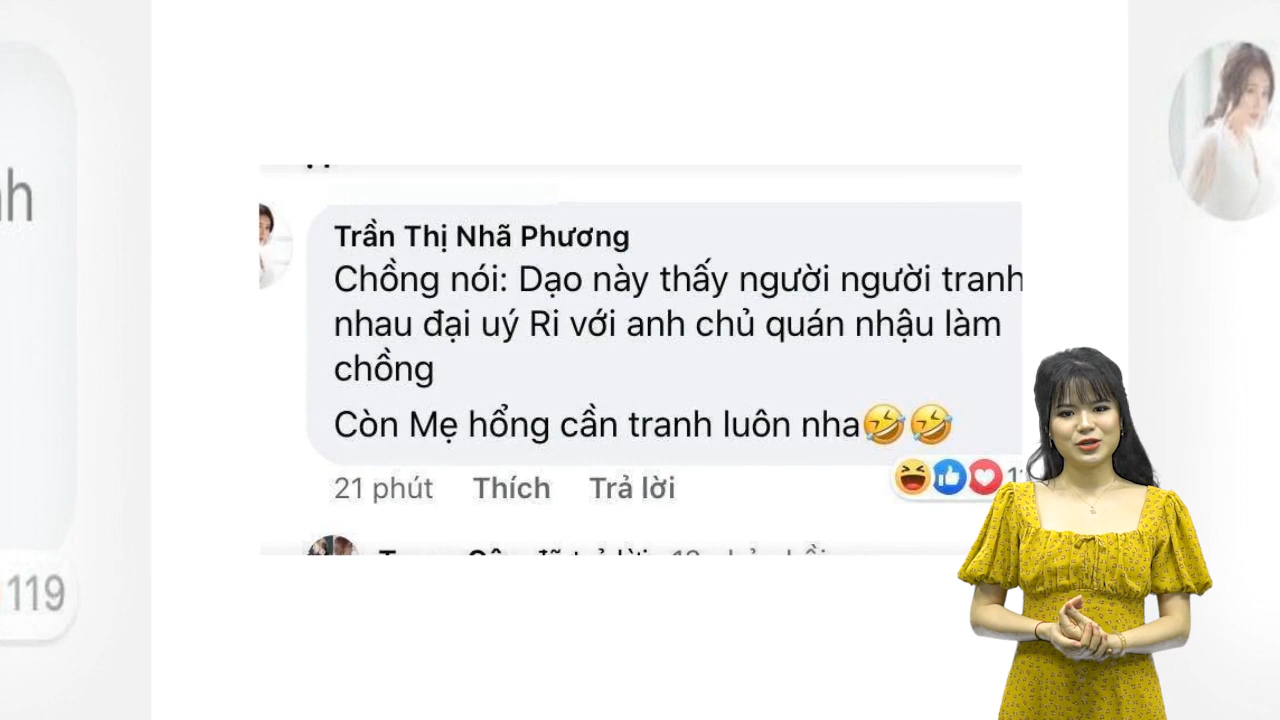 nh
Trần Thị Nhã Phương
Chồng nói: Dạo này thấy người người tranh
nhau đại uý Ri với anh chủ quán nhậu làm
chồng
Còn Mẹ hổng cần tranh luôn nha🤣🤣
21 phút Thích Trả lời
119